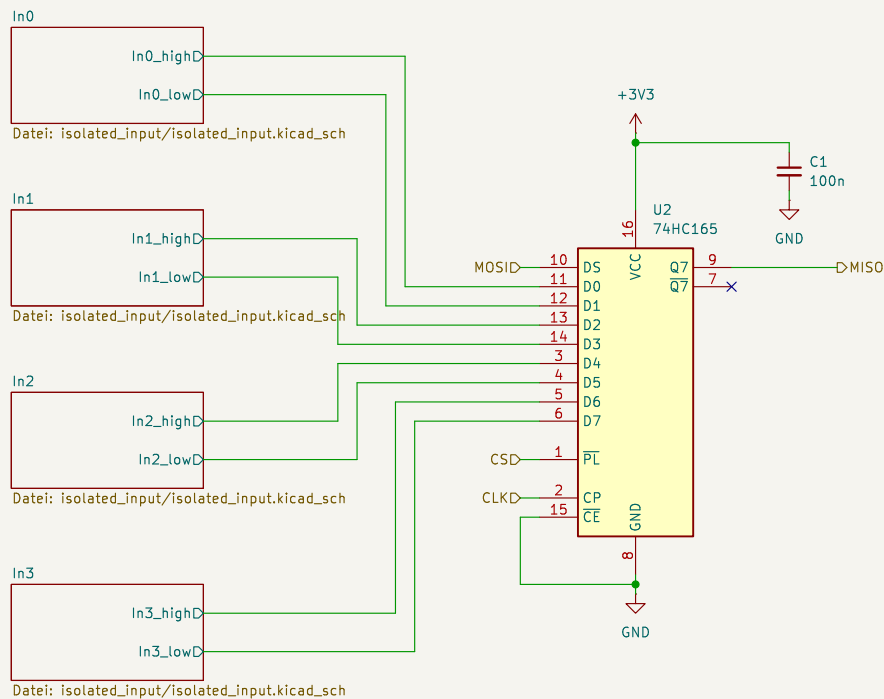 In0
In0_high
In0_low
Datei: isolated_input/isolated_input.kicad_sch
In1
In1_high
In1_low
Datei: isolated_input/isolated_input.kicad_sch
In2
In2_high
In2_low
Datei: isolated_input/isolated_input.kicad_sch
In3
In3_high
In3_low
Datei: isolated_input/isolated_input.kicad_sch
+3V3
C1
100n
GND
U2
74HC165
16
VCC
MOSI 10 DS
11 D0
12 D1
13 D2
14 D3
3 D4
4 D5
5 D6
6 D7
CS 1 PL
CLK 2 CP
15 CE
Q7 9 MISO
Q7 7
GND
8
GND